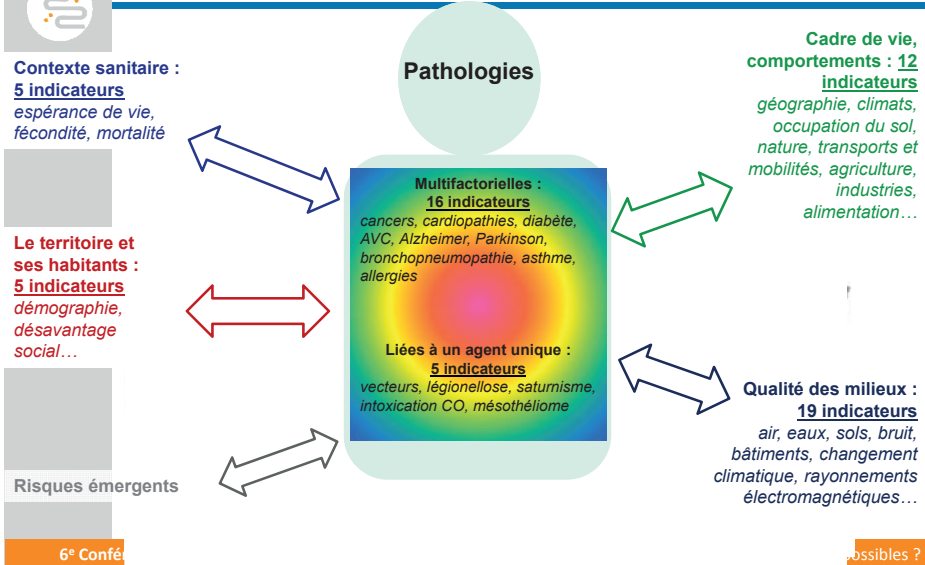 Contexte sanitaire :
5 indicateurs
espérance de vie,
fécondité, mortalité
Le territoire et
ses habitants :
5 indicateurs
démographie,
désavantage
social…
Risques émergents
Pathologies
Multifactorielles :
16 indicateurs
cancers, cardiopathies, diabète,
AVC, Alzheimer, Parkinson,
bronchopneumopathie, asthme,
allergies
Liées à un agent unique :
5 indicateurs
vecteurs, légionellose, saturnisme,
intoxication CO, mésothéliome
Cadre de vie,
comportements : 12
indicateurs
géographie, climats,
occupation du sol,
nature, transports et
mobilités, agriculture,
industries,
alimentation…
Qualité des milieux :
19 indicateurs
air, eaux, sols, bruit,
bâtiments, changement
climatique, rayonnements
électromagnétiques…
6e